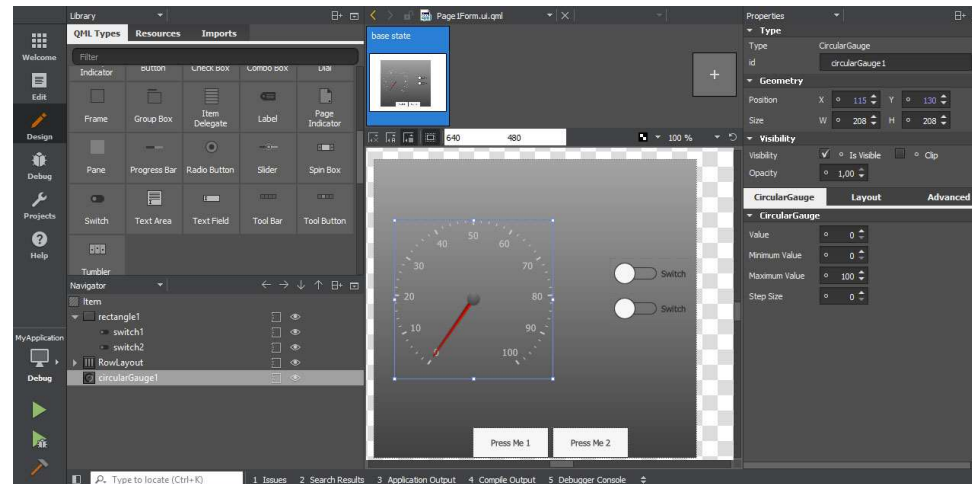 Welcome
Edit
Design
Debug
Projects
Help
MyApplication
Debug
Library
QML Types Resources Imports
Filter
Indicator Button Check Box Combo Box Dial
Frame Group Box Item Delegate Label Page Indicator
Pane Progress Bar Radio Button Slider Spin Box
Switch Text Area Text Field Tool Bar Tool Button
Tumbler
Navigator
Item
rectangle1
switch1
switch2
RowLayout
circularGauge1
Page1Form.ui.qml
base state
640 480 100 %
0 10 20 30 40 50 60 70 80 90 100
Switch
Switch
Press Me 1 Press Me 2
Properties
Type
Type CircularGauge
id circularGauge1
Geometry
Position X 115 Y 130
Size W 208 H 208
Visibility
Visibility Is Visible Clip
Opacity 1,00
CircularGauge Layout Advanced
CircularGauge
Value 0
Minimum Value 0
Maximum Value 100
Step Size 0
Type to locate (Ctrl+K) 1 Issues 2 Search Results 3 Application Output 4 Compile Output 5 Debugger Console